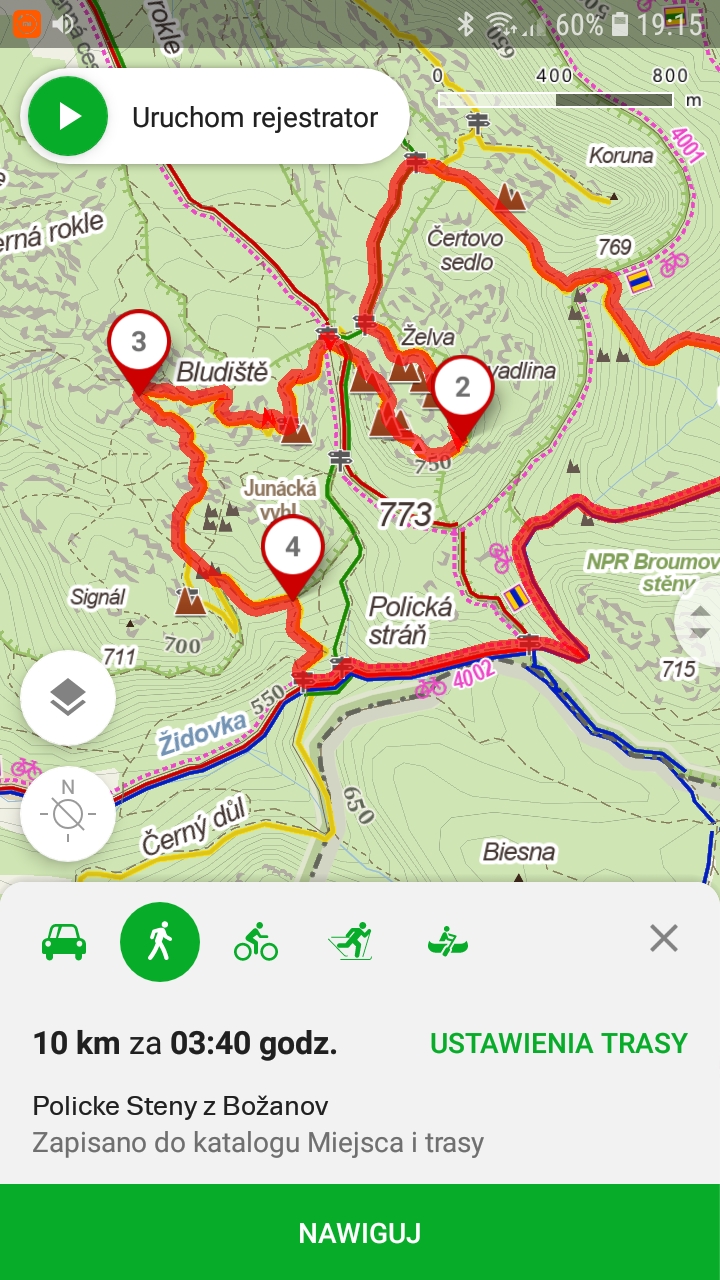 60% 19.15
rokle
650
0 400 800
m
Uruchom rejestrator
4001
Koruna
erná rokle
Čertovo
sedlo
769
Želva
3
Bludiště
vadlina
2
750
Junácká
vyhl.
773
4
NPR Broumov
stěny
Signál
Polická
stráň
711
700
715
4002
550
Židovka
N
650
Černý důl
Biesna
10 km za 03:40 godz.
USTAWIENIA TRASY
Policke Steny z Božanov
Zapisano do katalogu Miejsca i trasy
NAWIGUJ